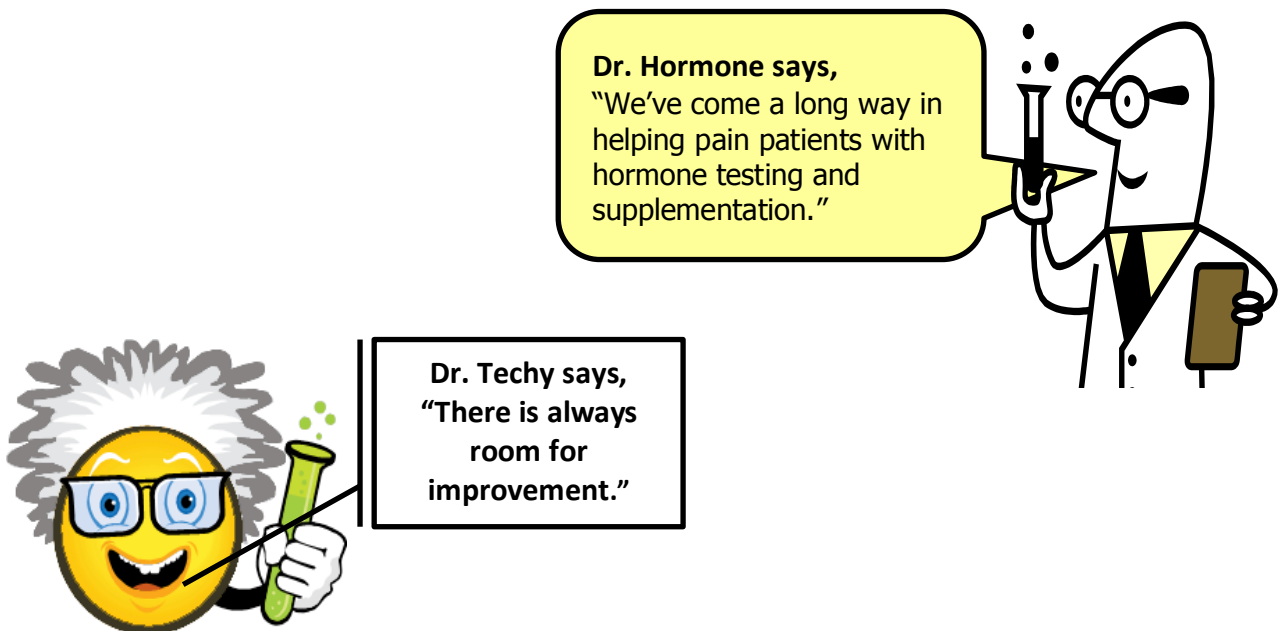 Dr. Hormone says,
“We’ve come a long way in
helping pain patients with
hormone testing and
supplementation.”
Dr. Techy says,
“There is always
room for
improvement.”